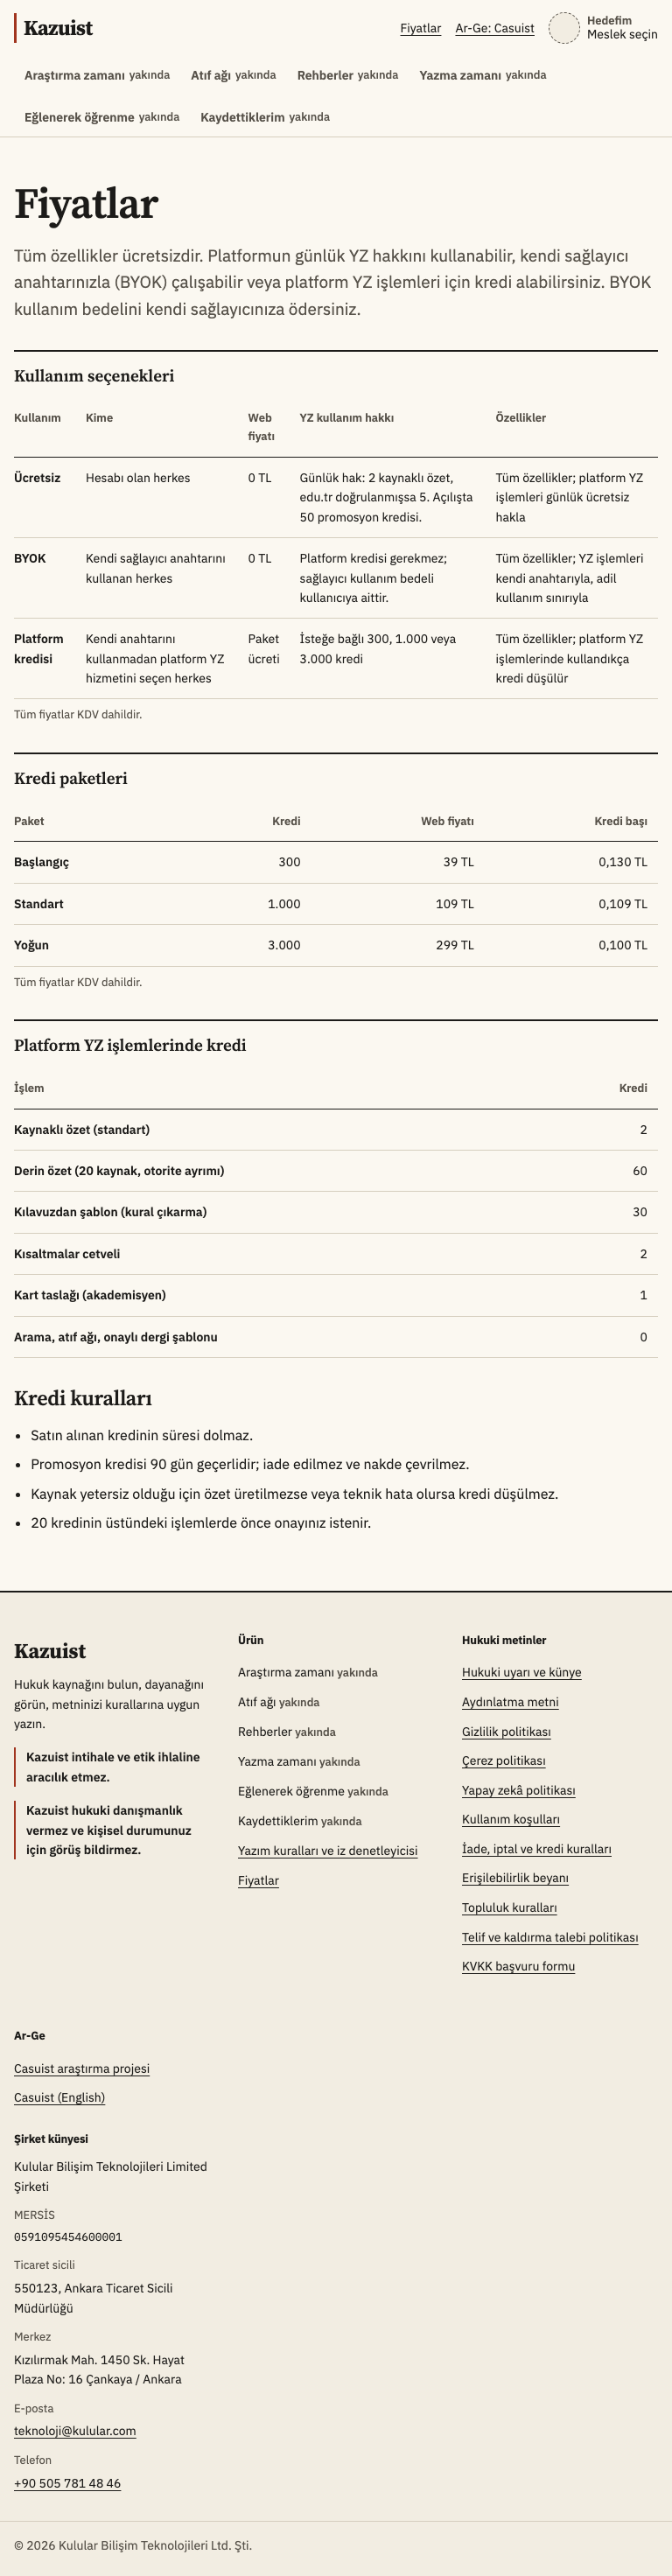 Kazuist
Fiyatlar
Ar-Ge: Casuist
Hedefim
Meslek seçin
Araştırma zamanı yakında
Atıf ağı yakında
Rehberler yakında
Yazma zamanı yakında
Eğlenerek öğrenme yakında
Kaydettiklerim yakında
Fiyatlar
Tüm özellikler ücretsizdir. Platformun günlük YZ hakkını kullanabilir, kendi sağlayıcı
anahtarınızla (BYOK) çalışabilir veya platform YZ işlemleri için kredi alabilirsiniz. BYOK
kullanım bedelini kendi sağlayıcınıza ödersiniz.
Kullanım seçenekleri
Kullanım
Kime
Web
fiyatı
YZ kullanım hakkı
Özellikler
Ücretsiz
Hesabı olan herkes
0 TL
Günlük hak: 2 kaynaklı özet,
edu.tr doğrulanmışsa 5. Açılışta
50 promosyon kredisi.
Tüm özellikler; platform YZ
işlemleri günlük ücretsiz
hakla
BYOK
Kendi sağlayıcı anahtarını
kullanan herkes
0 TL
Platform kredisi gerekmez;
sağlayıcı kullanım bedeli
kullanıcıya aittir.
Tüm özellikler; YZ işlemleri
kendi anahtarıyla, adil
kullanım sınırıyla
Platform
kredisi
Kendi anahtarını
kullanmadan platform YZ
hizmetini seçen herkes
Paket
ücreti
İsteğe bağlı 300, 1.000 veya
3.000 kredi
Tüm özellikler; platform YZ
işlemlerinde kullandıkça
kredi düşülür
Tüm fiyatlar KDV dahildir.
Kredi paketleri
Paket
Kredi
Web fiyatı
Kredi başı
Başlangıç
300
39 TL
0,130 TL
Standart
1.000
109 TL
0,109 TL
Yoğun
3.000
299 TL
0,100 TL
Tüm fiyatlar KDV dahildir.
Platform YZ işlemlerinde kredi
İşlem
Kredi
Kaynaklı özet (standart)
2
Derin özet (20 kaynak, otorite ayrımı)
60
Kılavuzdan şablon (kural çıkarma)
30
Kısaltmalar cetveli
2
Kart taslağı (akademisyen)
1
Arama, atıf ağı, onaylı dergi şablonu
0
Kredi kuralları
• Satın alınan kredinin süresi dolmaz.
• Promosyon kredisi 90 gün geçerlidir; iade edilmez ve nakde çevrilmez.
• Kaynak yetersiz olduğu için özet üretilmezse veya teknik hata olursa kredi düşülmez.
• 20 kredinin üstündeki işlemlerde önce onayınız istenir.
Kazuist
Hukuk kaynağını bulun, dayanağını
görün, metninizi kurallarına uygun
yazın.
Kazuist intihale ve etik ihlaline
aracılık etmez.
Kazuist hukuki danışmanlık
vermez ve kişisel durumunuz
için görüş bildirmez.
Ürün
Araştırma zamanı yakında
Atıf ağı yakında
Rehberler yakında
Yazma zamanı yakında
Eğlenerek öğrenme yakında
Kaydettiklerim yakında
Yazım kuralları ve iz denetleyicisi
Fiyatlar
Hukuki metinler
Hukuki uyarı ve künye
Aydınlatma metni
Gizlilik politikası
Çerez politikası
Yapay zekâ politikası
Kullanım koşulları
İade, iptal ve kredi kuralları
Erişilebilirlik beyanı
Topluluk kuralları
Telif ve kaldırma talebi politikası
KVKK başvuru formu
Ar-Ge
Casuist araştırma projesi
Casuist (English)
Şirket künyesi
Kulular Bilişim Teknolojileri Limited
Şirketi
MERSİS
0591095454600001
Ticaret sicili
550123, Ankara Ticaret Sicili
Müdürlüğü
Merkez
Kızılırmak Mah. 1450 Sk. Hayat
Plaza No: 16 Çankaya / Ankara
E-posta
teknoloji@kulular.com
Telefon
+90 505 781 48 46
© 2026 Kulular Bilişim Teknolojileri Ltd. Şti.